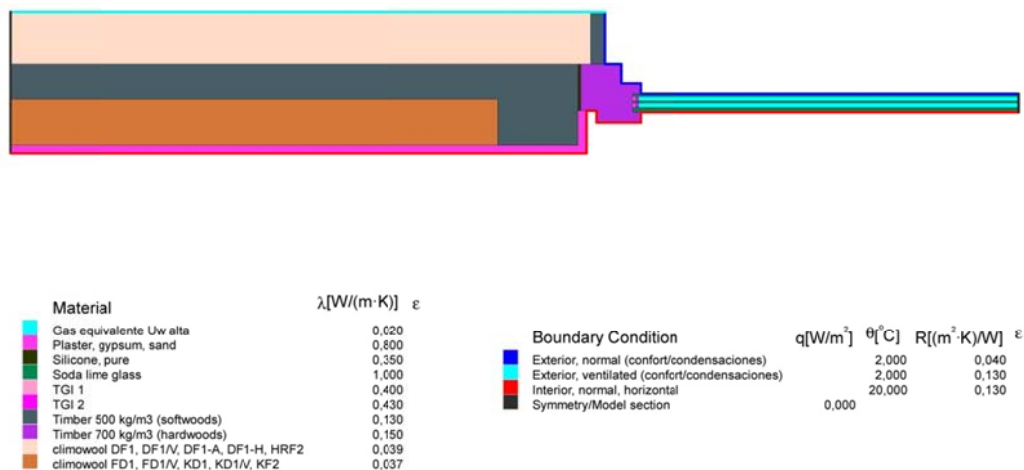 Material λ[W/(m·K)] ε
Gas equivalente Uw alta 0,020
Plaster, gypsum, sand 0,800
Silicone, pure 0,350
Soda lime glass 1,000
TGI 1 0,400
TGI 2 0,430
Timber 500 kg/m3 (softwoods) 0,130
Timber 700 kg/m3 (hardwoods) 0,150
climowool DF1, DF1/V, DF1-A, DF1-H, HRF2 0,039
climowool FD1, FD1/V, KD1, KD1/V, KF2 0,037
Boundary Condition q[W/m²] θ[°C] R[(m²·K)/W] ε
Exterior, normal (confort/condensaciones) 2,000 0,040
Exterior, ventilated (confort/condensaciones) 2,000 0,130
Interior, normal, horizontal 20,000 0,130
Symmetry/Model section 0,000